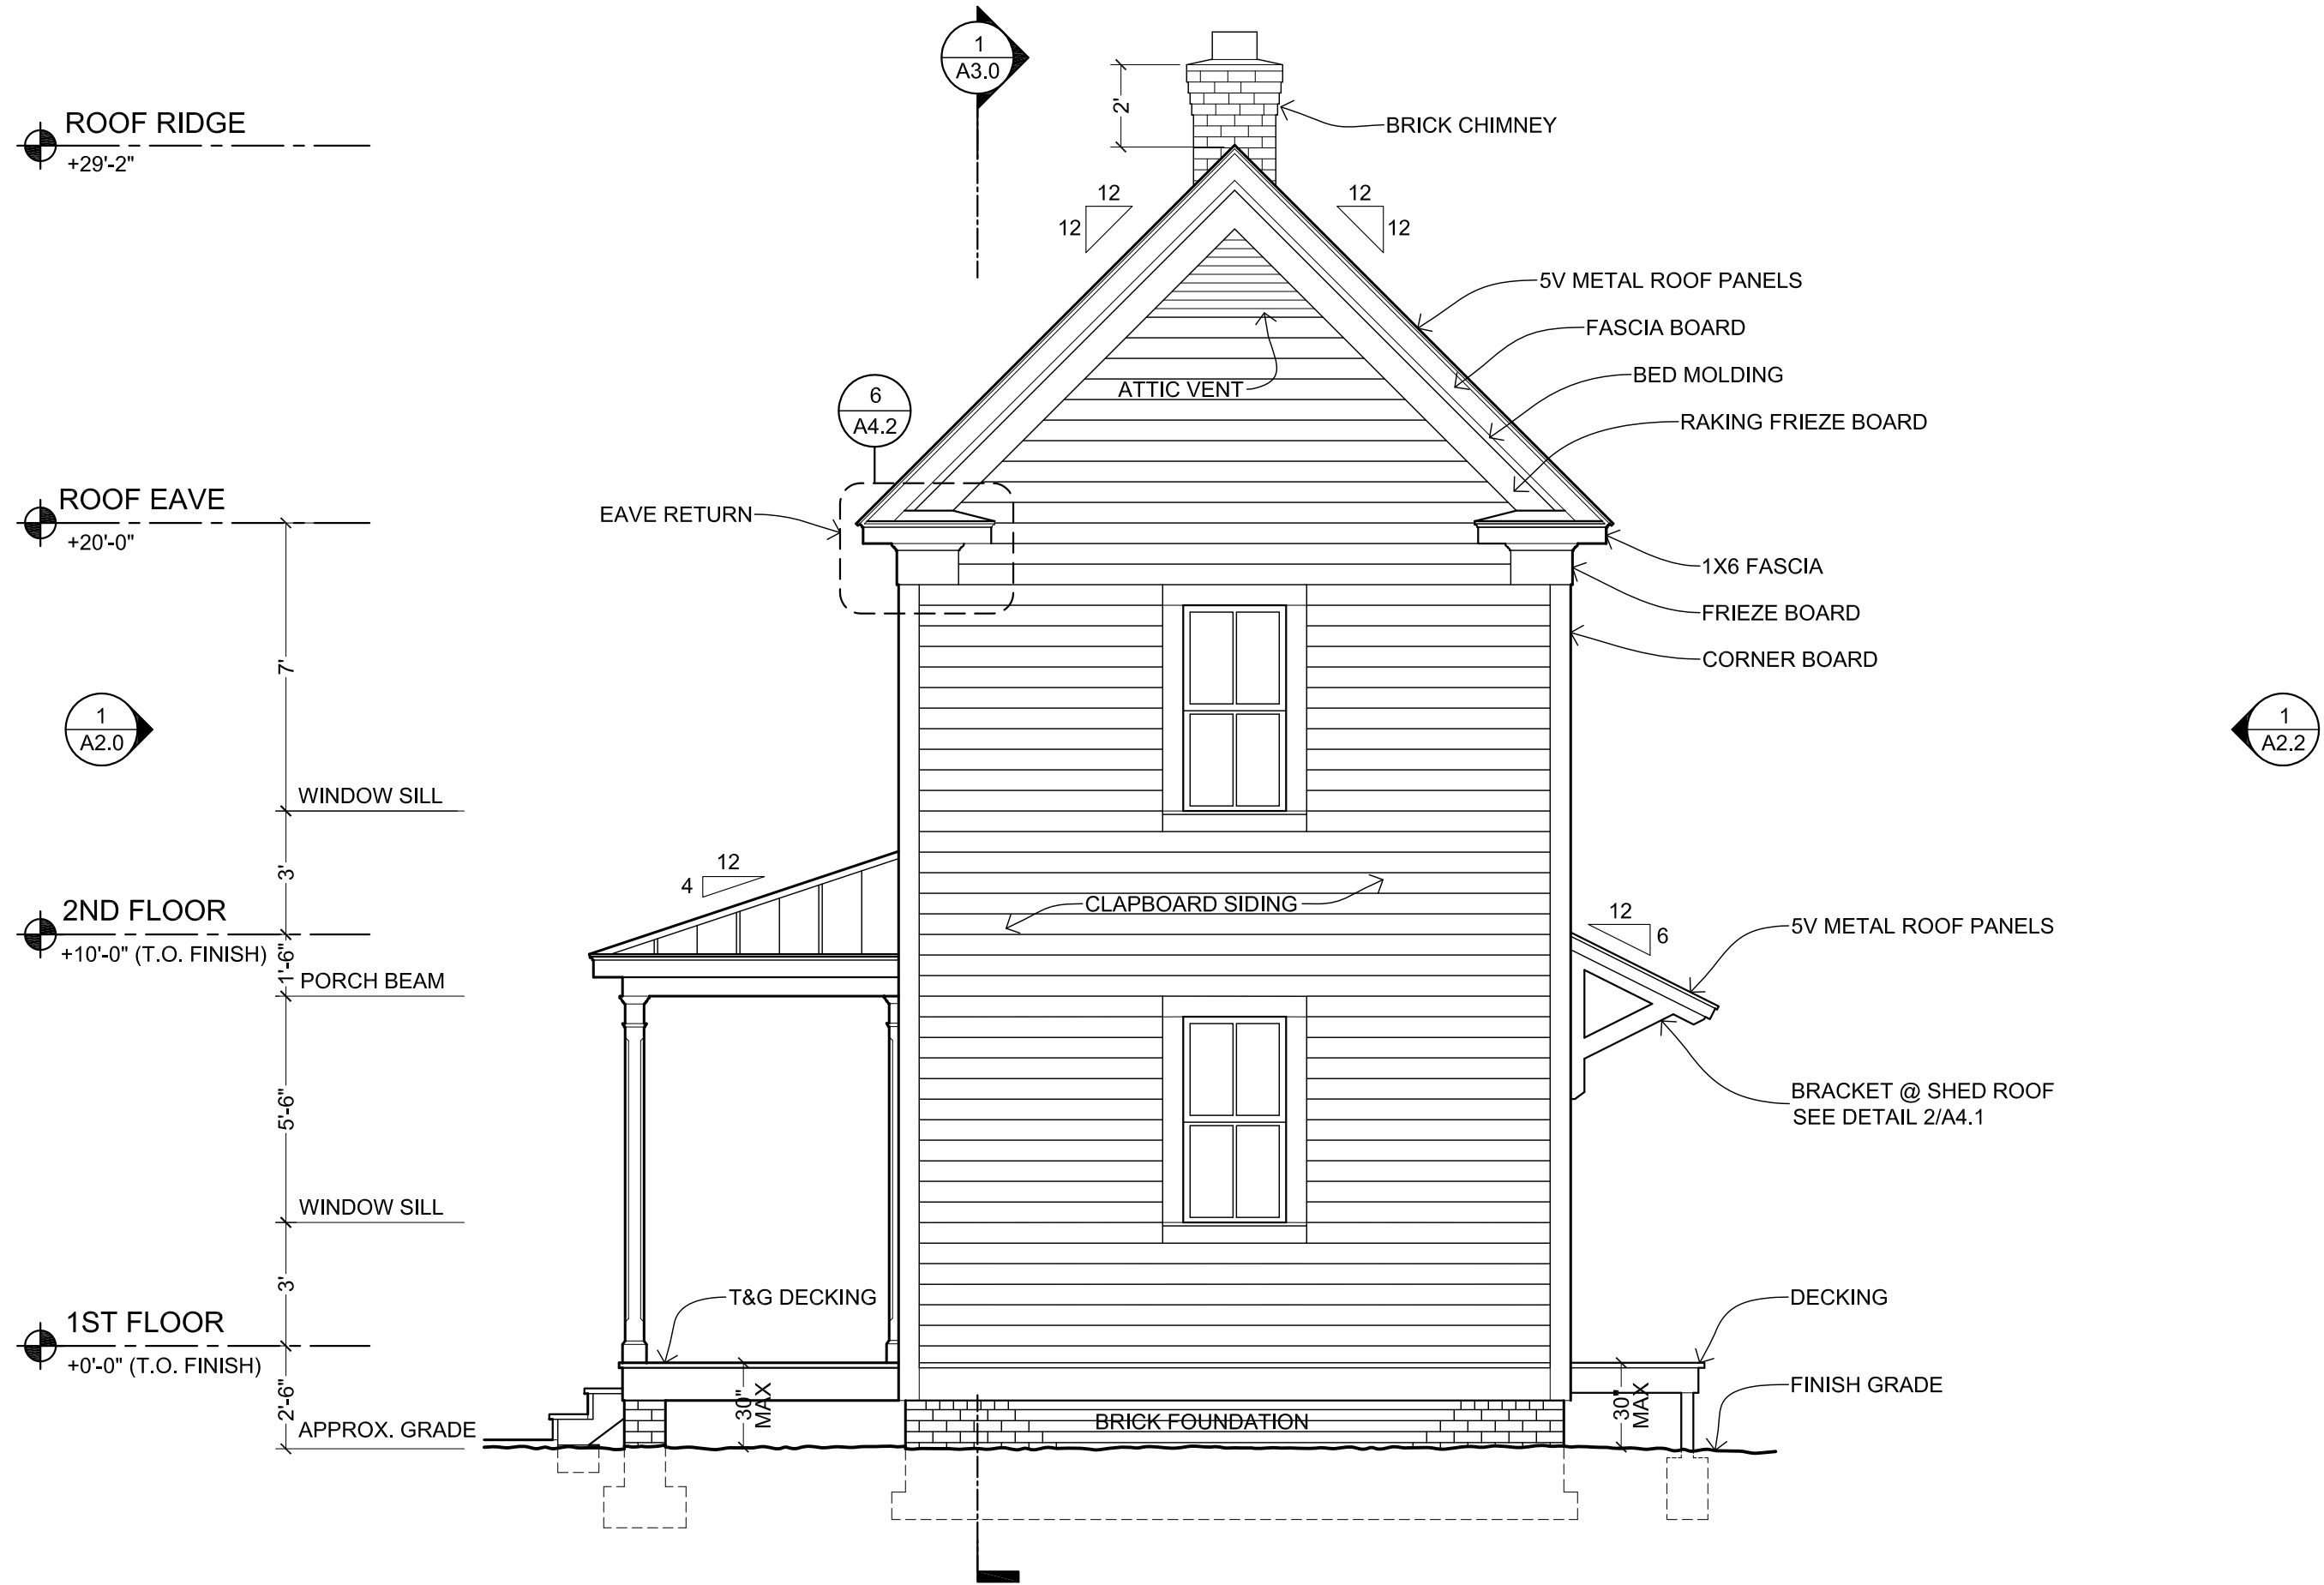 1
A3.0
2'
BRICK CHIMNEY
ROOF RIDGE
+29'-2"
12
12
12
12
5V METAL ROOF PANELS
FASCIA BOARD
BED MOLDING
ATTIC VENT
RAKING FRIEZE BOARD
6
A4.2
ROOF EAVE
+20'-0"
EAVE RETURN
1X6 FASCIA
FRIEZE BOARD
CORNER BOARD
7'
1
A2.0
1
A2.2
WINDOW SILL
3'
12
4
2ND FLOOR
+10'-0" (T.O. FINISH)
CLAPBOARD SIDING
12
6
5V METAL ROOF PANELS
1'-6"
PORCH BEAM
5'-6"
BRACKET @ SHED ROOF
SEE DETAIL 2/A4.1
WINDOW SILL
3'
T&G DECKING
DECKING
1ST FLOOR
+0'-0" (T.O. FINISH)
2'-6"
30"
MAX
30"
MAX
FINISH GRADE
APPROX. GRADE
BRICK FOUNDATION